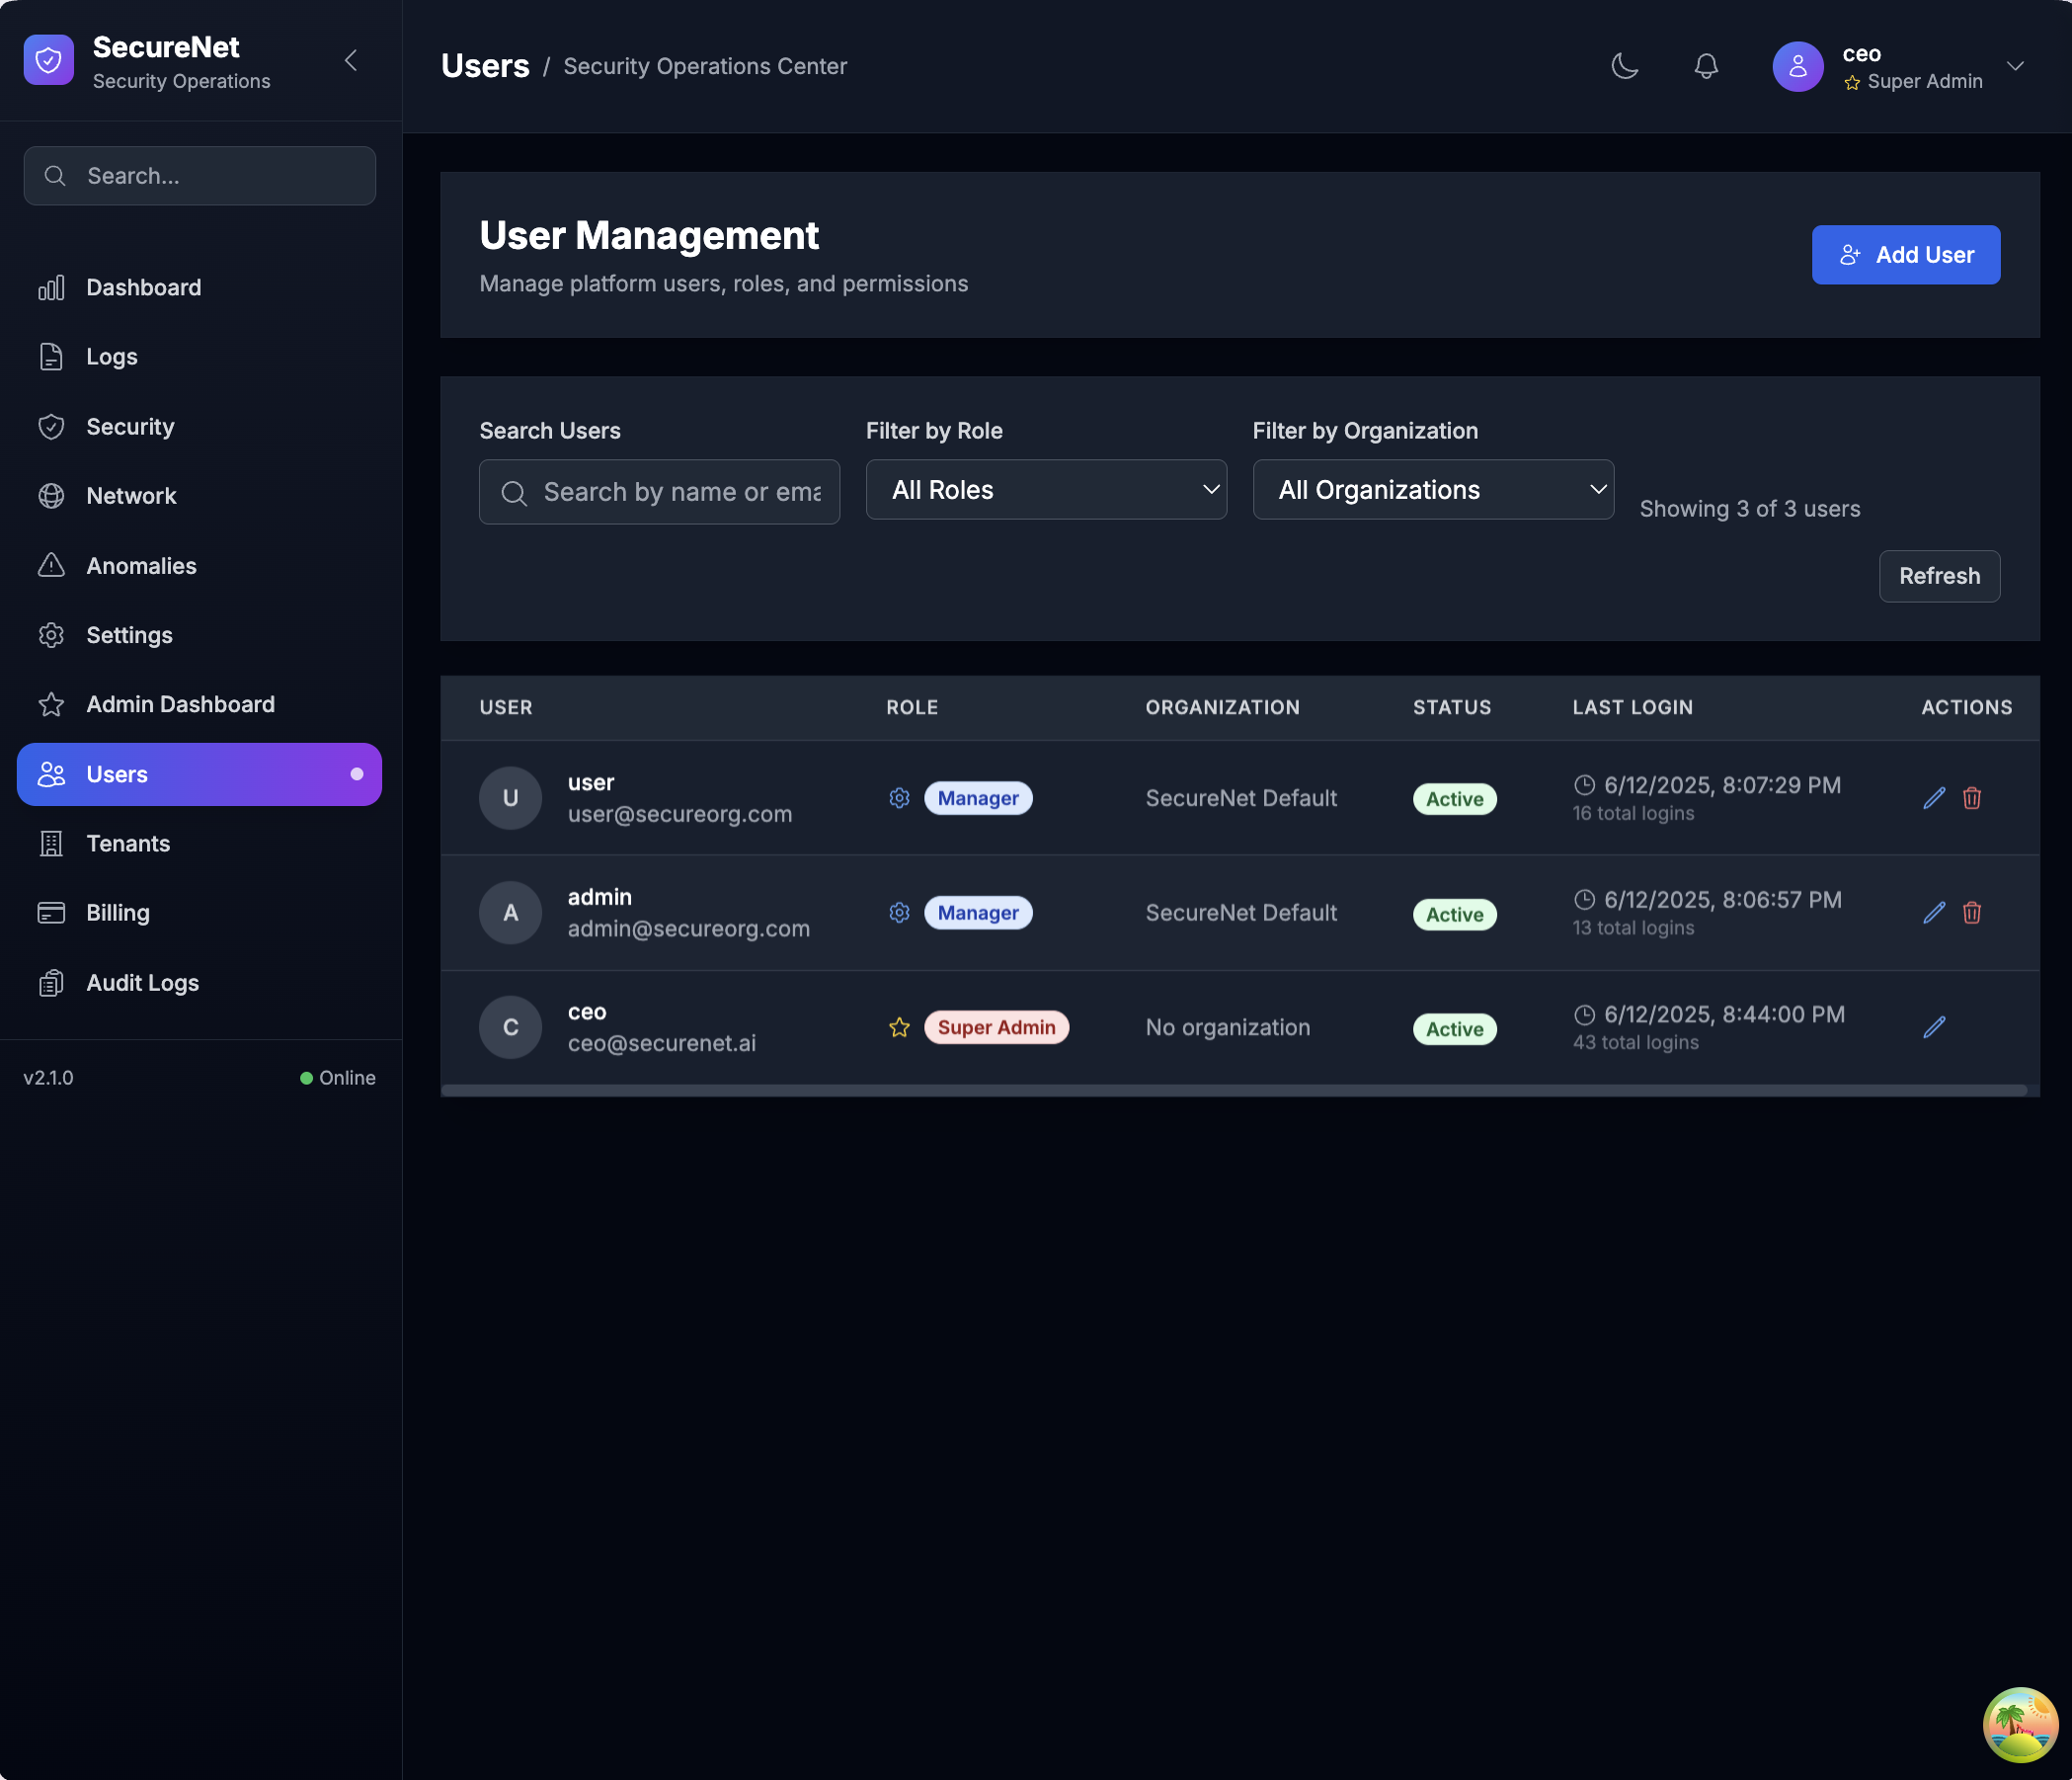 SecureNet
Security Operations
Search...
Dashboard
Logs
Security
Network
Anomalies
Settings
Admin Dashboard
Users
Tenants
Billing
Audit Logs
v2.1.0 Online
Users / Security Operations Center
ceo
Super Admin
User Management
Manage platform users, roles, and permissions
Add User
Search Users Filter by Role Filter by Organization
Search by name or ema All Roles All Organizations
Showing 3 of 3 users
Refresh
USER ROLE ORGANIZATION STATUS LAST LOGIN ACTIONS
U user Manager SecureNet Default Active 6/12/2025, 8:07:29 PM
user@secureorg.com 16 total logins
A admin Manager SecureNet Default Active 6/12/2025, 8:06:57 PM
admin@secureorg.com 13 total logins
C ceo Super Admin No organization Active 6/12/2025, 8:44:00 PM
ceo@securenet.ai 43 total logins